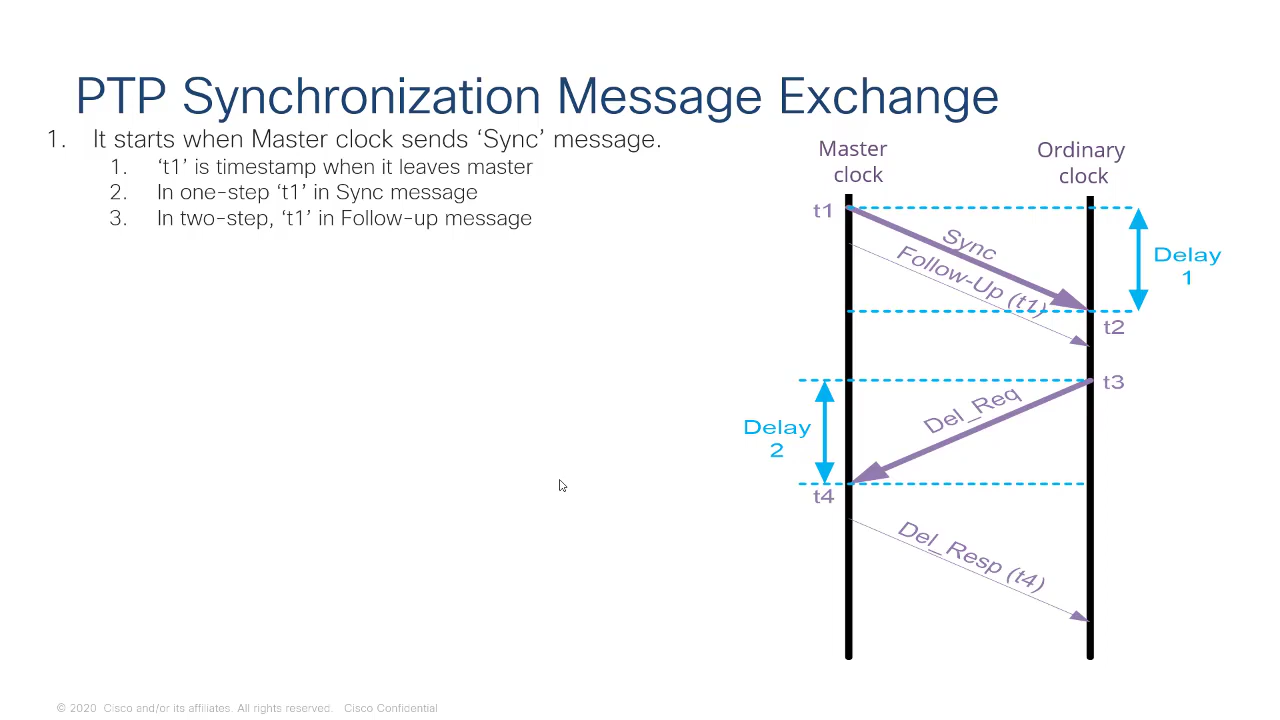 PTP Synchronization Message Exchange
1. It starts when Master clock sends ‘Sync’ message.
1. ‘t1’ is timestamp when it leaves master
2. In one-step ‘t1’ in Sync message
3. In two-step, ‘t1’ in Follow-up message
Master
clock
Ordinary
clock
t1
Sync
Follow-Up (t1)
Delay
1
t2
t3
Del_Req
Delay
2
t4
Del_Resp (t4)
© 2020 Cisco and/or its affiliates. All rights reserved. Cisco Confidential